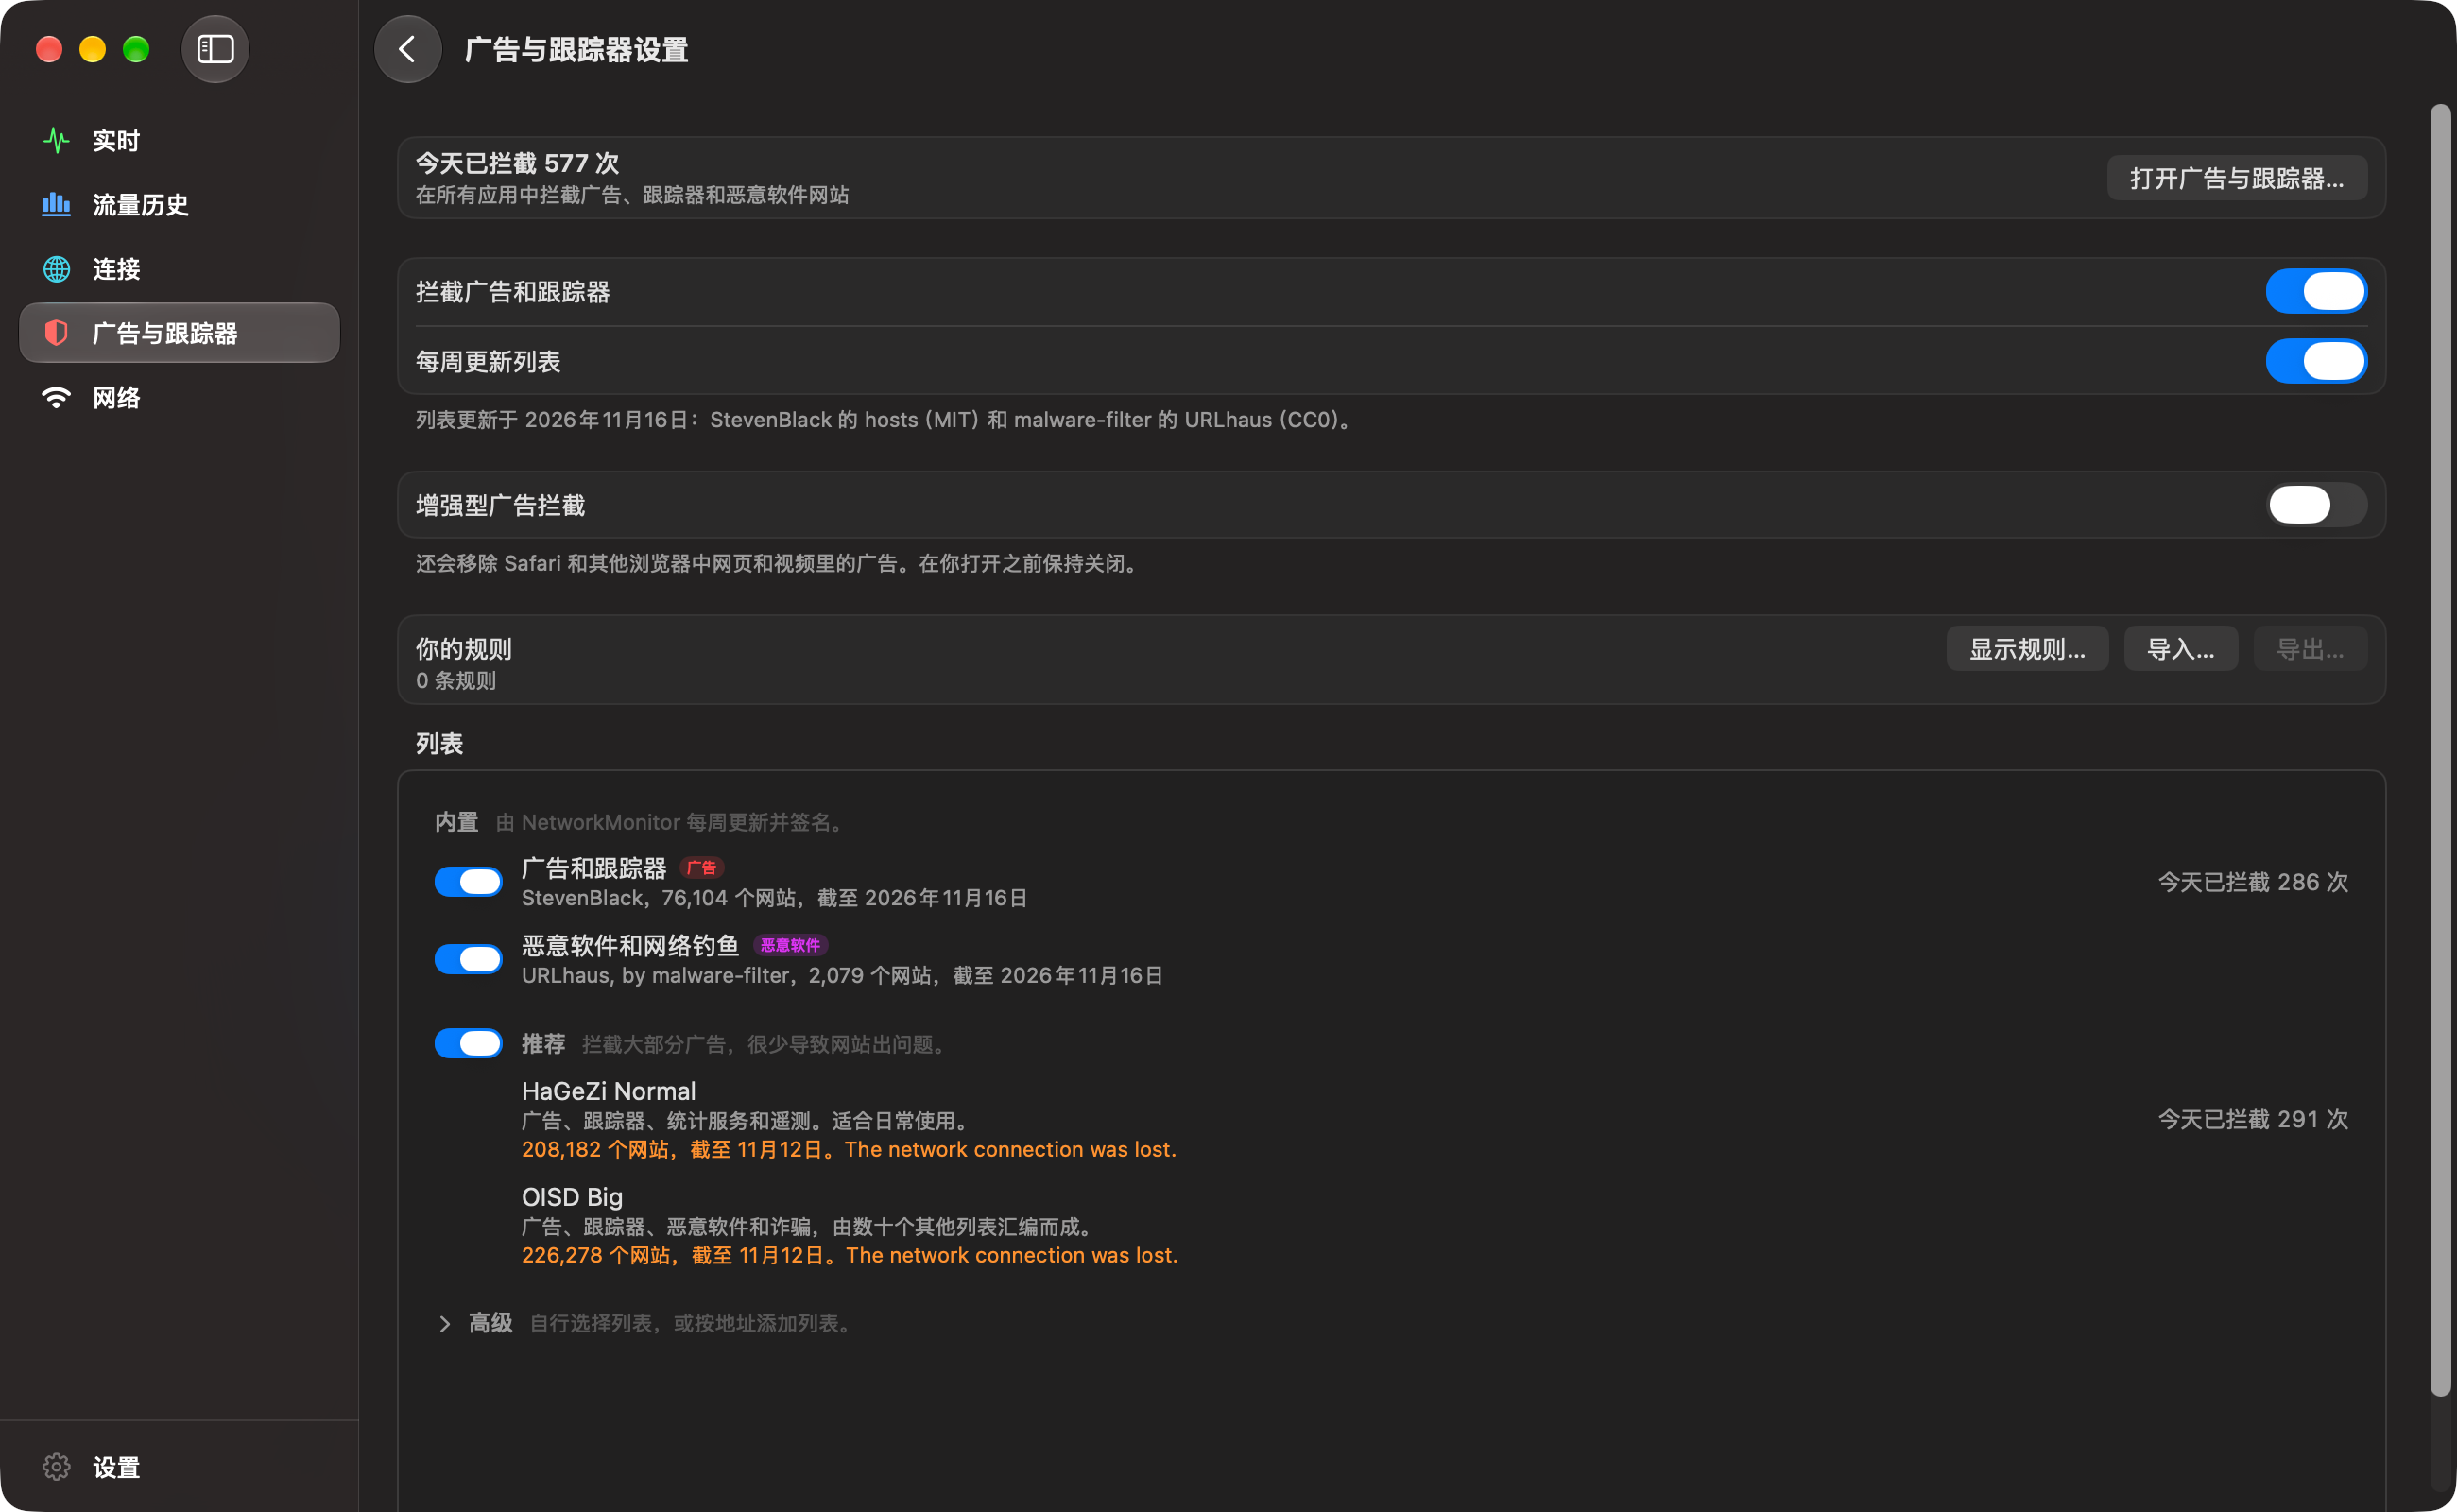 广告与跟踪器设置
实时
流量历史
连接
广告与跟踪器
网络
设置
今天已拦截 577 次
在所有应用中拦截广告、跟踪器和恶意软件网站
打开广告与跟踪器...
拦截广告和跟踪器
每周更新列表
列表更新于 2026年11月16日：StevenBlack 的 hosts (MIT) 和 malware-filter 的 URLhaus (CC0)。
增强型广告拦截
还会移除 Safari 和其他浏览器中网页和视频里的广告。在你打开之前保持关闭。
你的规则
0 条规则
显示规则...
导入...
导出...
列表
内置 由 NetworkMonitor 每周更新并签名。
广告和跟踪器 广告
StevenBlack，76,104 个网站，截至 2026年11月16日
今天已拦截 286 次
恶意软件和网络钓鱼 恶意软件
URLhaus, by malware-filter，2,079 个网站，截至 2026年11月16日
推荐 拦截大部分广告，很少导致网站出问题。
HaGeZi Normal
广告、跟踪器、统计服务和遥测。适合日常使用。
208,182 个网站，截至 11月12日。The network connection was lost.
今天已拦截 291 次
OISD Big
广告、跟踪器、恶意软件和诈骗，由数十个其他列表汇编而成。
226,278 个网站，截至 11月12日。The network connection was lost.
高级 自行选择列表，或按地址添加列表。